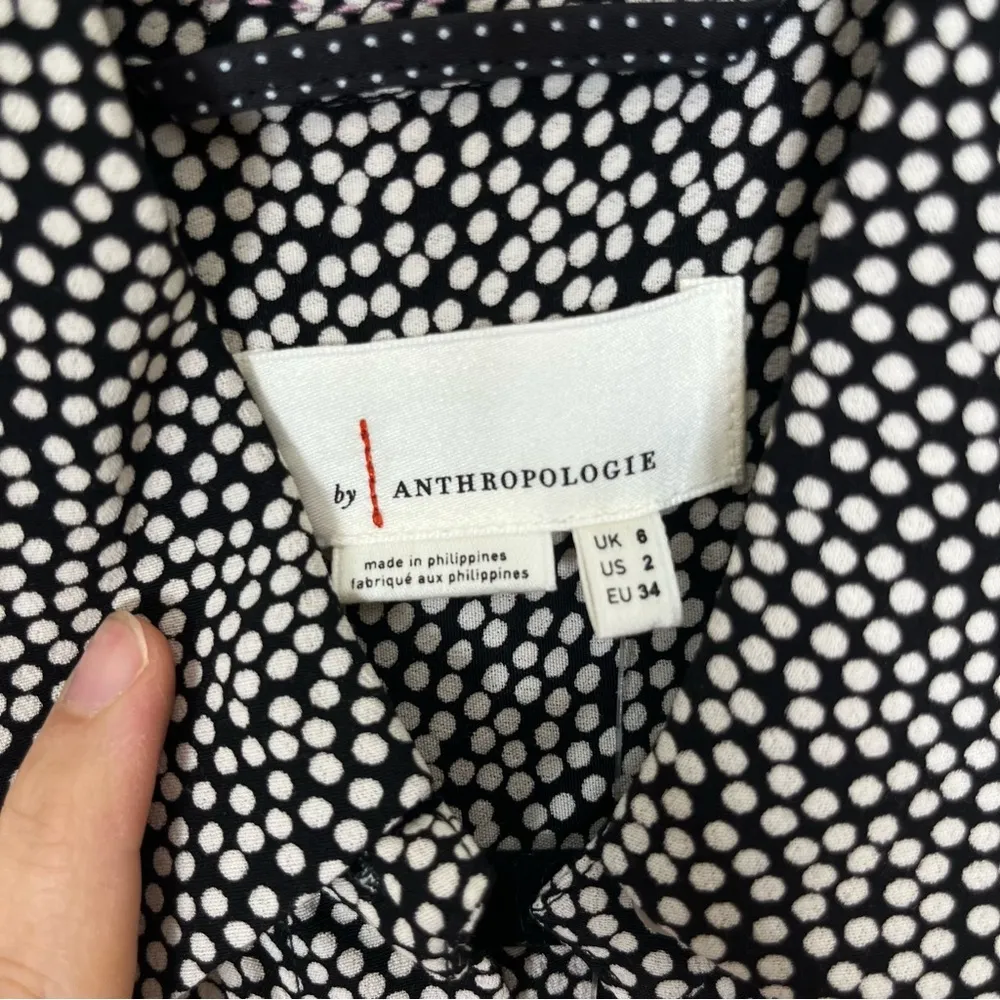 by ANTHROPOLOGIE
made in philippines
fabriqué aux philippines
UK 6
US 2
EU 34